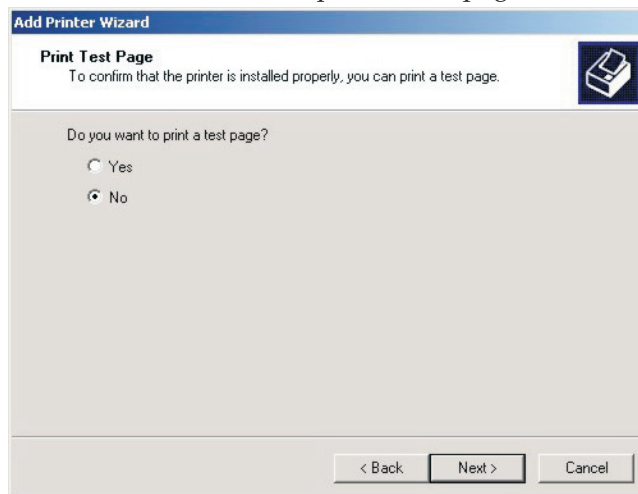 Add Printer Wizard
Print Test Page
To confirm that the printer is installed properly, you can print a test page.
Do you want to print a test page?
Yes
No
< Back Next > Cancel